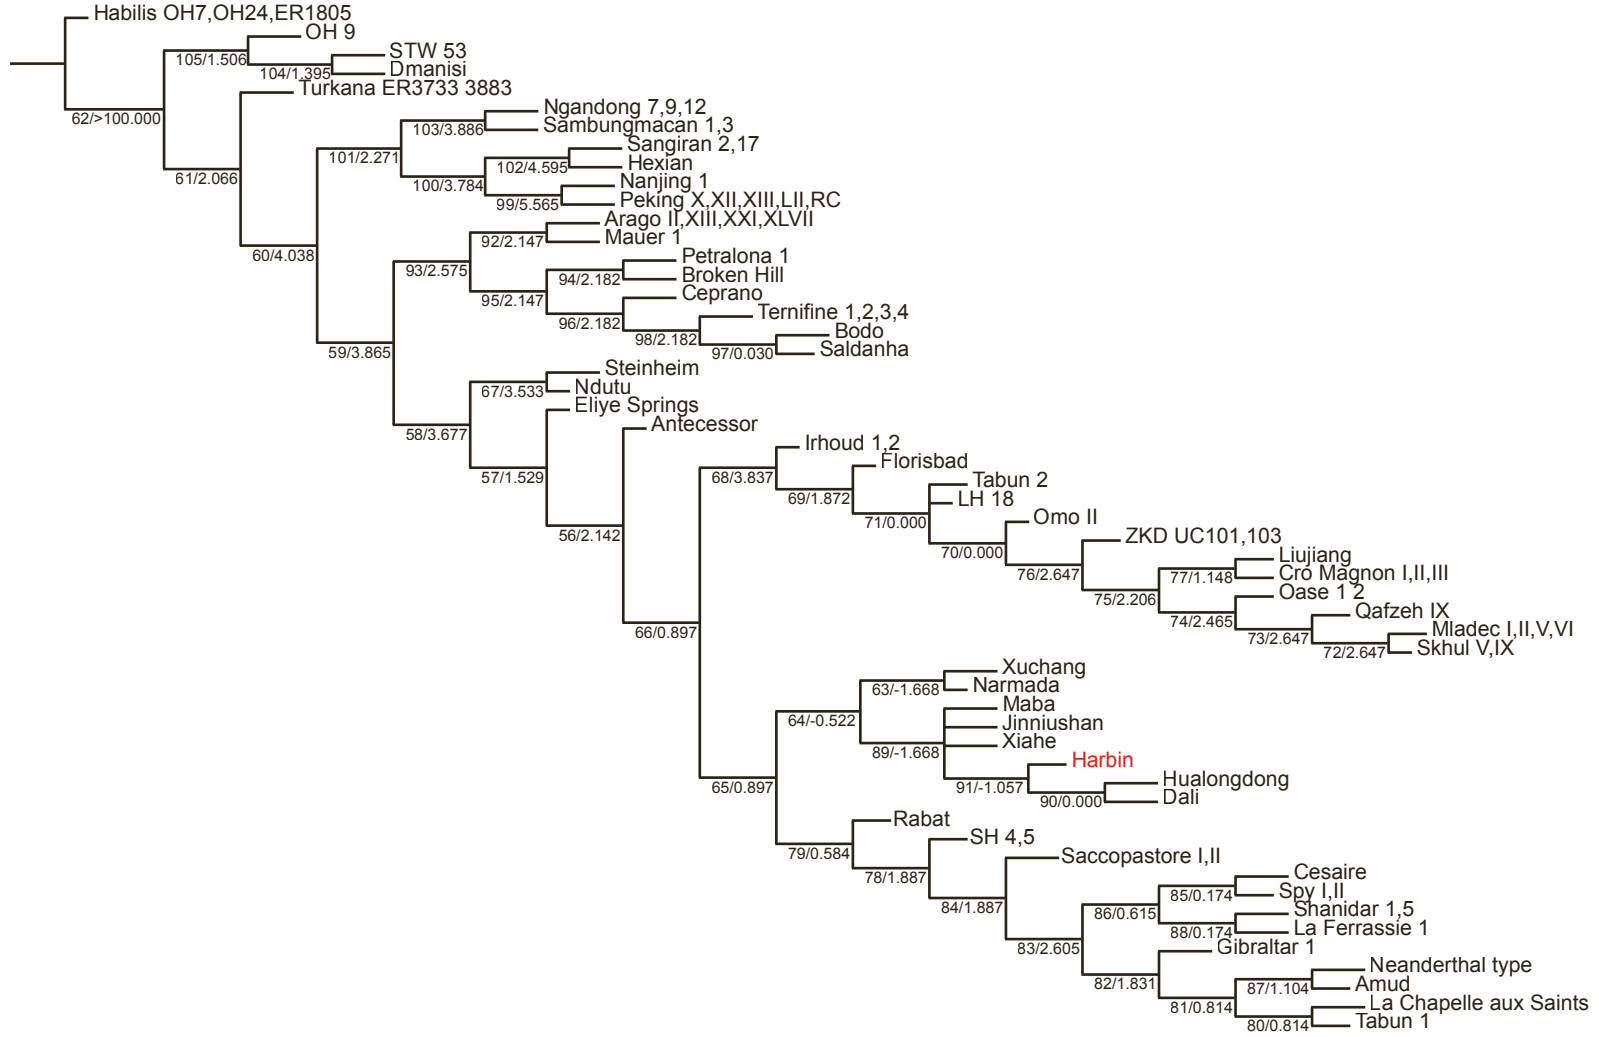 Habilis OH7,OH24,ER1805
OH 9
105/1.506
STW 53
104/1.395
Dmanisi
Turkana ER3733 3883
62/>100.000
Ngandong 7,9,12
103/3.886
Sambungmacan 1,3
101/2.271
Sangiran 2,17
102/4.595
Hexian
61/2.066
100/3.784
Nanjing 1
99/5.565
Peking X,XII,XIII,LII,RC
Arago II,XIII,XXI,XLVII
92/2.147
Mauer 1
60/4.038
93/2.575
Petralona 1
94/2.182
Broken Hill
95/2.147
Ceprano
96/2.182
Ternifine 1,2,3,4
98/2.182
Bodo
59/3.865
97/0.030
Saldanha
Steinheim
67/3.533
Ndutu
Eliye Springs
58/3.677
Antecessor
Irhoud 1,2
Florisbad
57/1.529
68/3.837
Tabun 2
69/1.872
LH 18
71/0.000
Omo II
56/2.142
ZKD UC101,103
70/0.000
Liujiang
76/2.647
77/1.148
Cro Magnon I,II,III
75/2.206
Oase 1 2
74/2.465
Qafzeh IX
66/0.897
73/2.647
Mladec I,II,V,VI
72/2.647
Skhul V,IX
Xuchang
63/-1.668
Narmada
Maba
64/-0.522
Jinniushan
Xiahe
89/-1.668
Harbin
65/0.897
91/-1.057
Hualongdong
90/0.000
Dali
Rabat
SH 4,5
79/0.584
Saccopastore I,II
78/1.887
Cesaire
85/0.174
Spy I,II
84/1.887
86/0.615
Shanidar 1,5
88/0.174
La Ferrassie 1
83/2.605
Gibraltar 1
Neanderthal type
82/1.831
87/1.104
Amud
81/0.814
La Chapelle aux Saints
80/0.814
Tabun 1